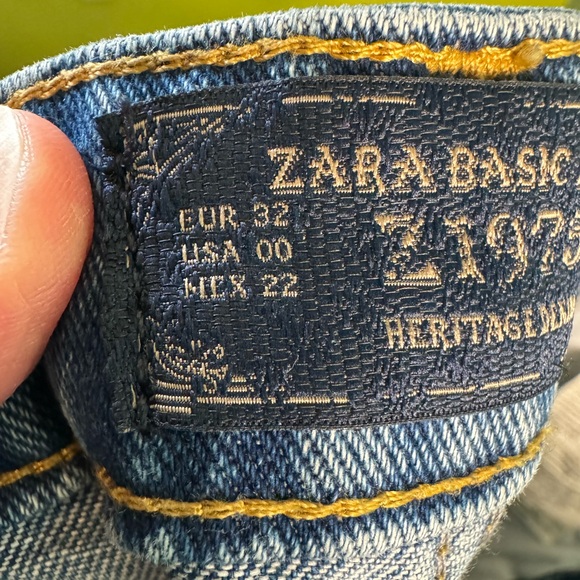 ZARA BASIC
Z1975
EUR 32
USA 00
MEX 22
HERITAGE